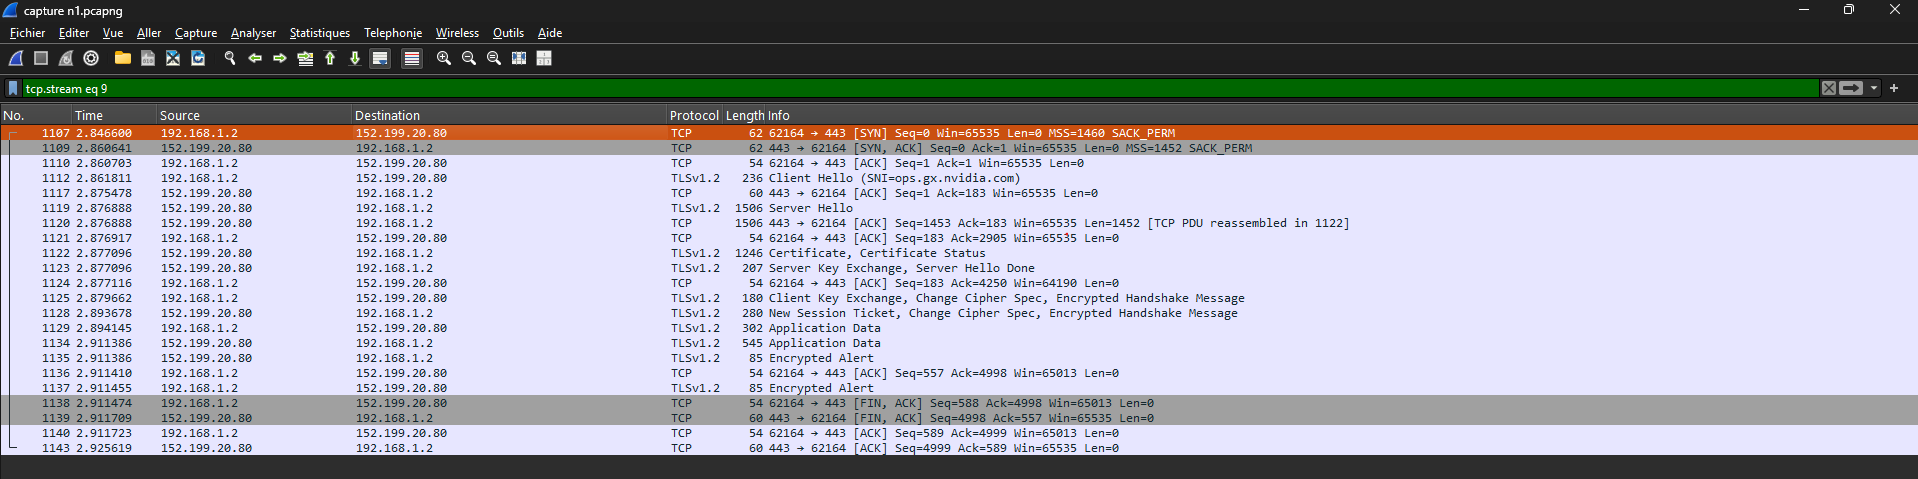 capture n1.pcapng
Fichier Editer Vue Aller Capture Analyser Statistiques Telephonie Wireless Outils Aide
tcp.stream eq 9
No. Time Source Destination Protocol Length Info
1107 2.846600 192.168.1.2 152.199.20.80 TCP 62 62164 → 443 [SYN] Seq=0 Win=65535 Len=0 MSS=1460 SACK_PERM
1109 2.860641 152.199.20.80 192.168.1.2 TCP 62 443 → 62164 [SYN, ACK] Seq=0 Ack=1 Win=65535 Len=0 MSS=1452 SACK_PERM
1110 2.860703 192.168.1.2 152.199.20.80 TCP 54 62164 → 443 [ACK] Seq=1 Ack=1 Win=65535 Len=0
1112 2.861811 192.168.1.2 152.199.20.80 TLSv1.2 236 Client Hello (SNI=ops.gx.nvidia.com)
1117 2.875478 152.199.20.80 192.168.1.2 TCP 60 443 → 62164 [ACK] Seq=1 Ack=183 Win=65535 Len=0
1119 2.876888 152.199.20.80 192.168.1.2 TLSv1.2 1506 Server Hello
1120 2.876888 152.199.20.80 192.168.1.2 TCP 1506 443 → 62164 [ACK] Seq=1453 Ack=183 Win=65535 Len=1452 [TCP PDU reassembled in 1122]
1121 2.876917 192.168.1.2 152.199.20.80 TCP 54 62164 → 443 [ACK] Seq=183 Ack=2905 Win=65535 Len=0
1122 2.877096 152.199.20.80 192.168.1.2 TLSv1.2 1246 Certificate, Certificate Status
1123 2.877096 152.199.20.80 192.168.1.2 TLSv1.2 207 Server Key Exchange, Server Hello Done
1124 2.877116 192.168.1.2 152.199.20.80 TCP 54 62164 → 443 [ACK] Seq=183 Ack=4250 Win=64190 Len=0
1125 2.879662 192.168.1.2 152.199.20.80 TLSv1.2 180 Client Key Exchange, Change Cipher Spec, Encrypted Handshake Message
1128 2.893678 152.199.20.80 192.168.1.2 TLSv1.2 280 New Session Ticket, Change Cipher Spec, Encrypted Handshake Message
1129 2.894145 192.168.1.2 152.199.20.80 TLSv1.2 302 Application Data
1134 2.911386 152.199.20.80 192.168.1.2 TLSv1.2 545 Application Data
1135 2.911386 152.199.20.80 192.168.1.2 TLSv1.2 85 Encrypted Alert
1136 2.911410 192.168.1.2 152.199.20.80 TCP 54 62164 → 443 [ACK] Seq=557 Ack=4998 Win=65013 Len=0
1137 2.911455 192.168.1.2 152.199.20.80 TLSv1.2 85 Encrypted Alert
1138 2.911474 192.168.1.2 152.199.20.80 TCP 54 62164 → 443 [FIN, ACK] Seq=588 Ack=4998 Win=65013 Len=0
1139 2.911709 152.199.20.80 192.168.1.2 TCP 60 443 → 62164 [FIN, ACK] Seq=4998 Ack=557 Win=65535 Len=0
1140 2.911723 192.168.1.2 152.199.20.80 TCP 54 62164 → 443 [ACK] Seq=589 Ack=4999 Win=65013 Len=0
1143 2.925619 152.199.20.80 192.168.1.2 TCP 60 443 → 62164 [ACK] Seq=4999 Ack=589 Win=65535 Len=0